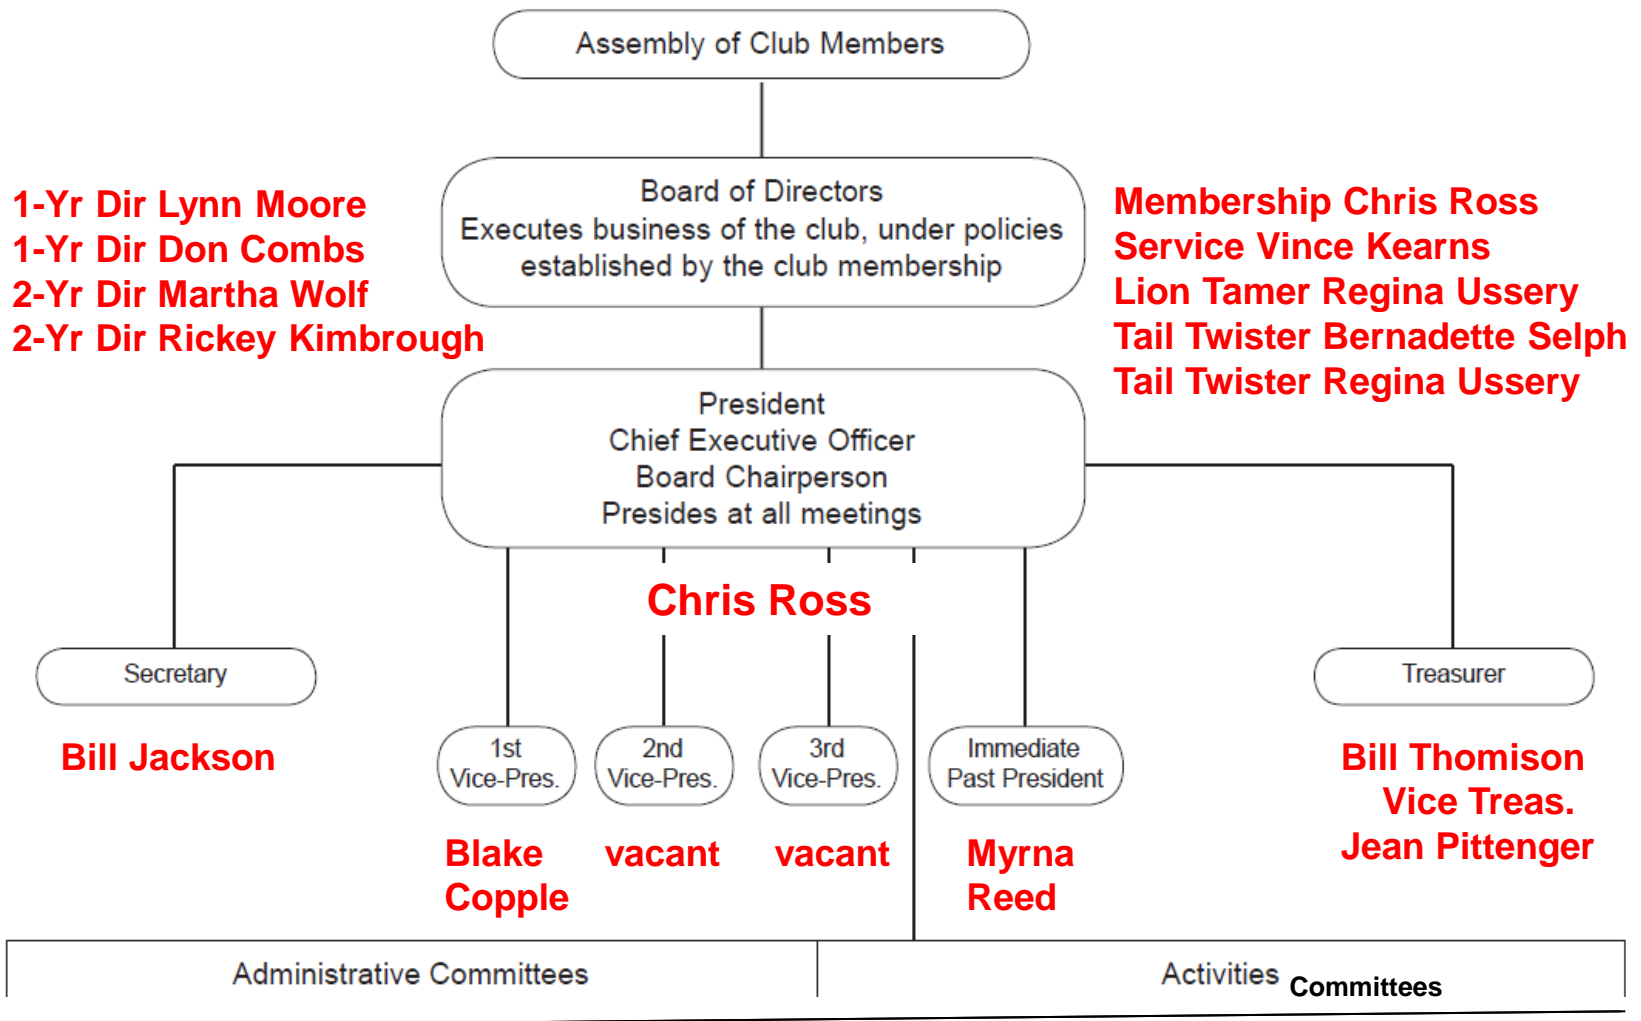 Assembly of Club Members
Board of Directors
Executes business of the club, under policies
established by the club membership
1-Yr Dir Lynn Moore
1-Yr Dir Don Combs
2-Yr Dir Martha Wolf
2-Yr Dir Rickey Kimbrough
Membership Chris Ross
Service Vince Kearns
Lion Tamer Regina Ussery
Tail Twister Bernadette Selph
Tail Twister Regina Ussery
President
Chief Executive Officer
Board Chairperson
Presides at all meetings
Chris Ross
Secretary
Bill Jackson
1st
Vice-Pres.
Blake
Copple
2nd
Vice-Pres.
vacant
3rd
Vice-Pres.
vacant
Immediate
Past President
Myrna
Reed
Treasurer
Bill Thomison
Vice Treas.
Jean Pittenger
Administrative Committees
Activities Committees